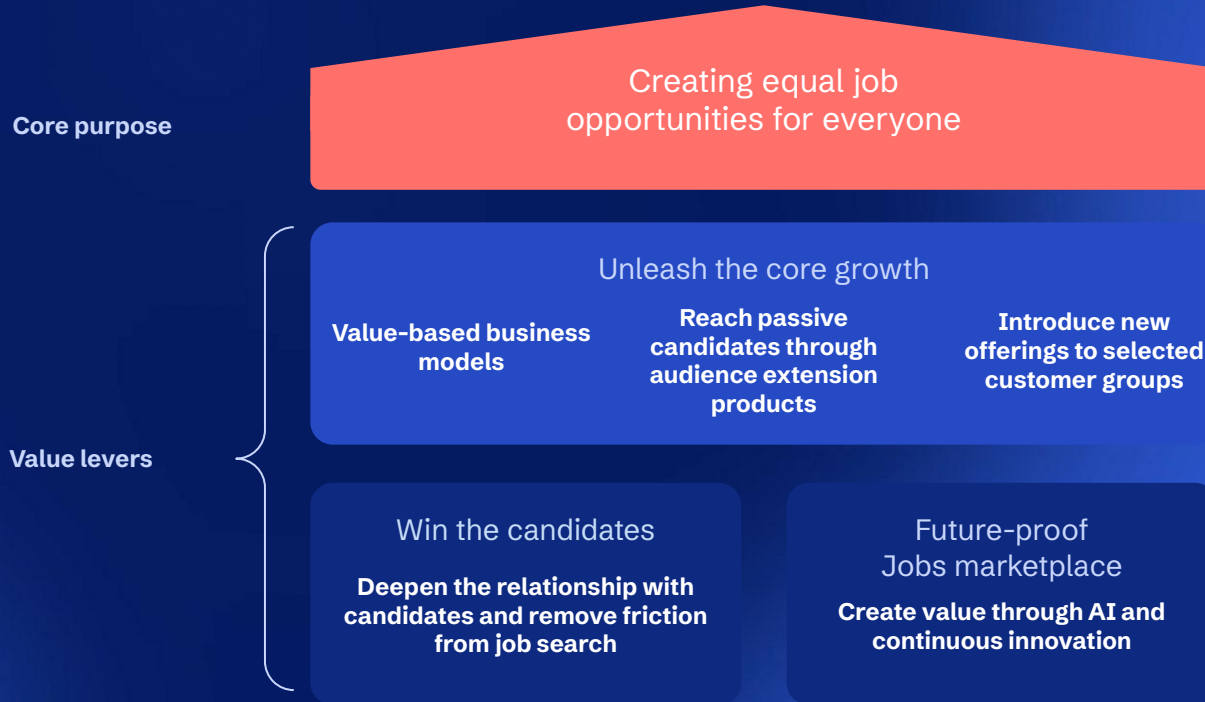 Core purpose
Creating equal job
opportunities for everyone
Value levers
Unleash the core growth
Value-based business
models
Reach passive
candidates through
audience extension
products
Introduce new
offerings to selected
customer groups
Win the candidates
Deepen the relationship with
candidates and remove friction
from job search
Future-proof
Jobs marketplace
Create value through AI and
continuous innovation